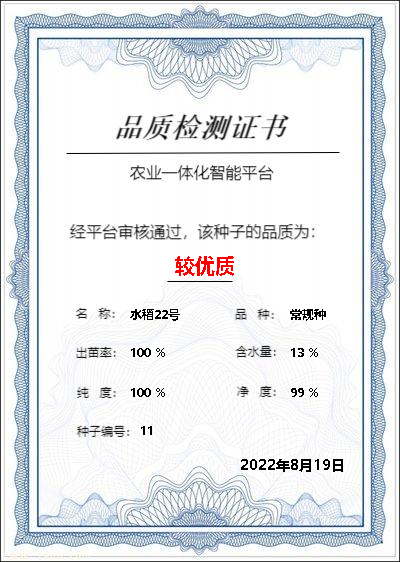 品质检测证书
农业一体化智能平台
经平台审核通过，该种子的品质为：
较优质
名 称： 水稻22号 品 种： 常规种
出苗率： 100 % 含水量： 13 %
纯 度： 100 % 净 度： 99 %
种子编号： 11
2022年8月19日